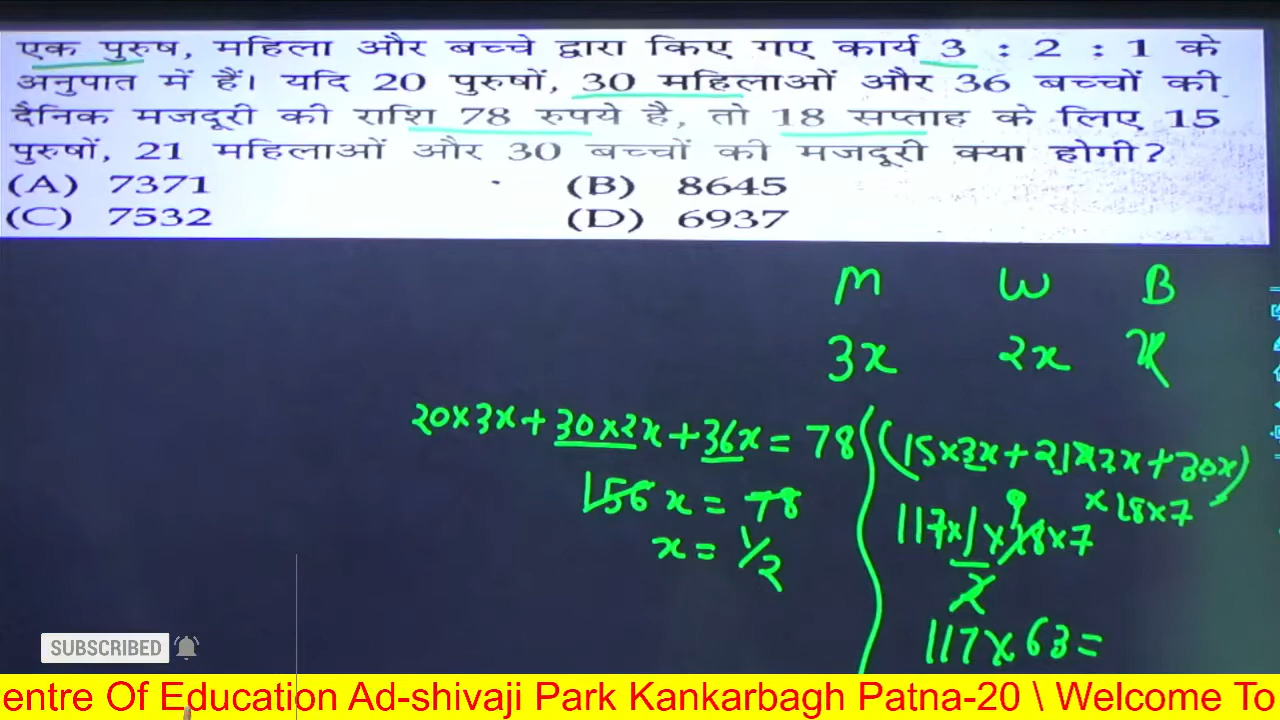 एक पुरुष, महिला और बच्चे द्वारा किए गए कार्य 3 : 2 : 1 के
अनुपात में हैं। यदि 20 पुरुषों, 30 महिलाओं और 36 बच्चों की
दैनिक मजदूरी की राशि 78 रुपये है, तो 18 सप्ताह के लिए 15
पुरुषों, 21 महिलाओं और 30 बच्चों की मजदूरी क्या होगी?
(A) 7371 (B) 8645
(C) 7532 (D) 6937
M W B
3x 2x x
20×3x+30×2x+36x=78
(15×3x+21×2x+30x)
×18×7
156x=78
x=1/2
117×1/2×18×7
9
117×63=
SUBSCRIBED
entre Of Education Ad-shivaji Park Kankarbagh Patna-20 \ Welcome To